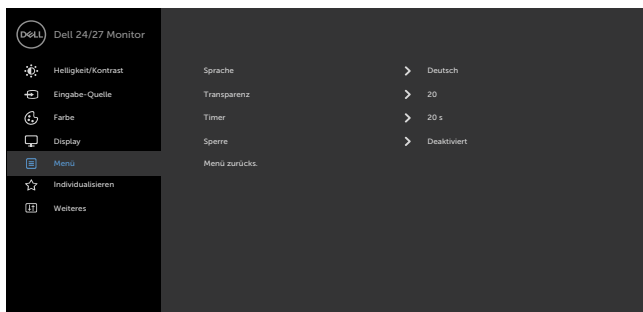 DELL Dell 24/27 Monitor
Helligkeit/Kontrast Sprache Deutsch
Eingabe-Quelle Transparenz 20
Farbe Timer 20 s
Display Sperre Deaktiviert
Menü Menü zurücks.
Individualisieren
Weiteres